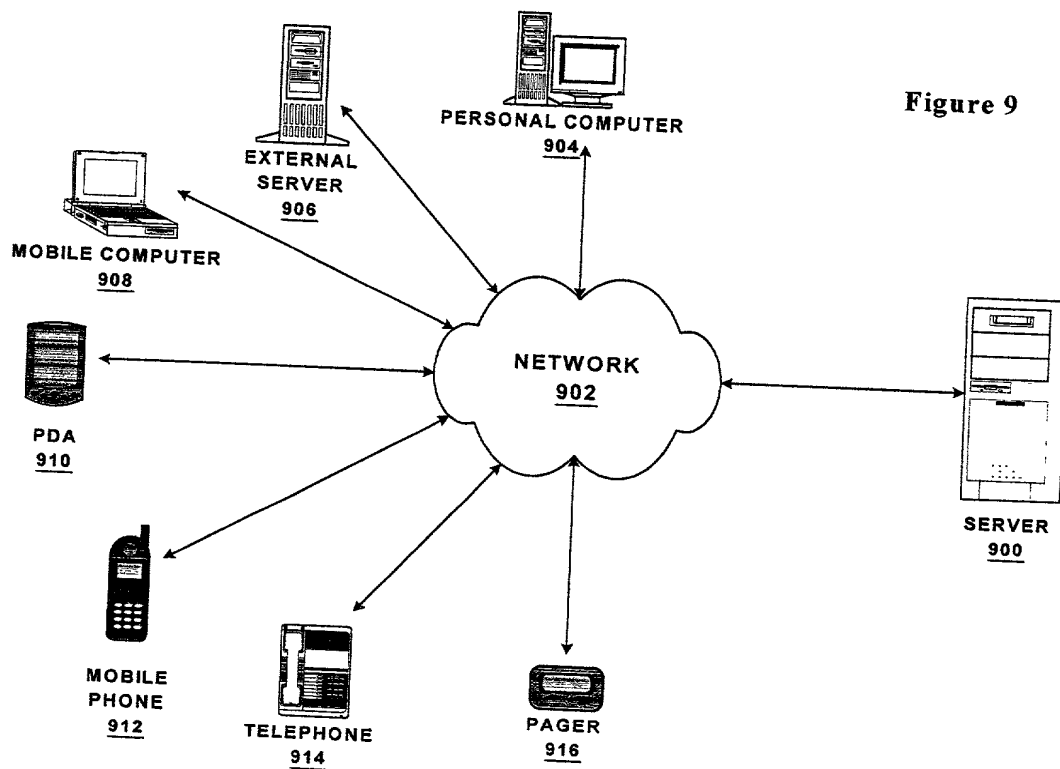 Figure 9
PERSONAL COMPUTER
904
EXTERNAL
SERVER
906
MOBILE COMPUTER
908
NETWORK
902
PDA
910
SERVER
900
MOBILE
PHONE
912
TELEPHONE
914
PAGER
916